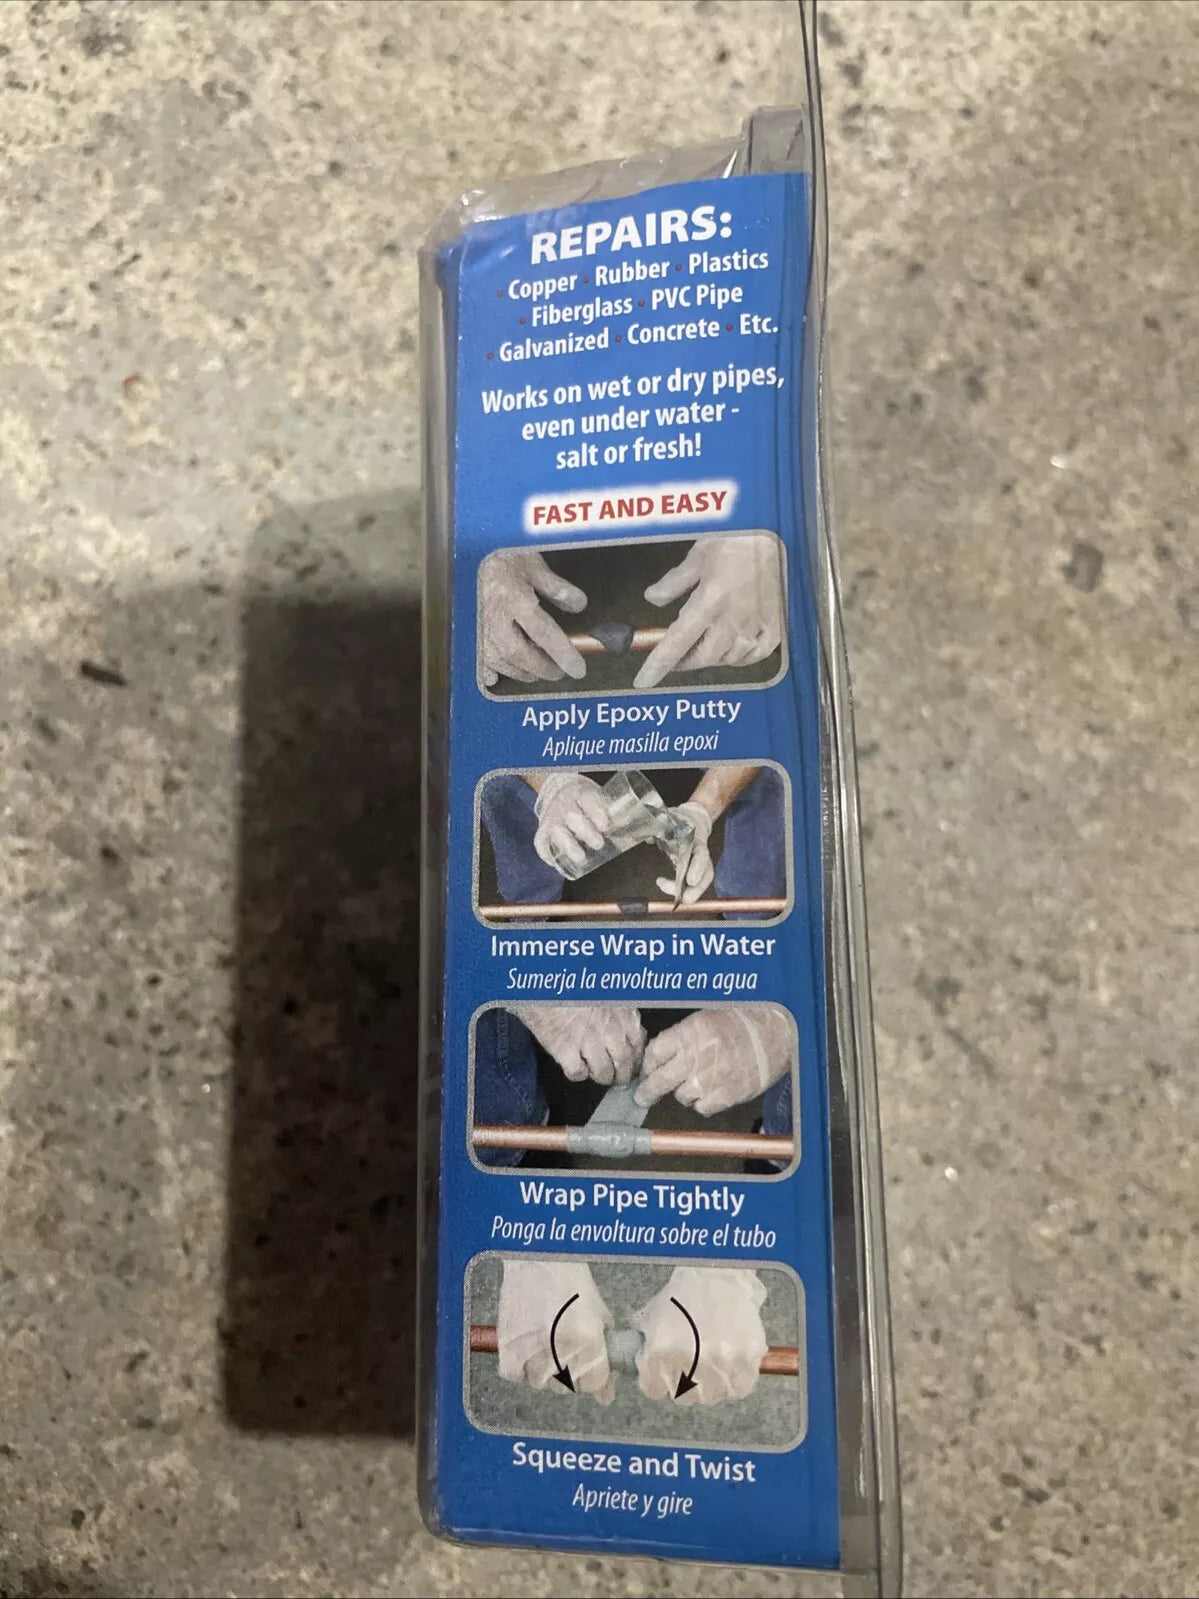 REPAIRS:
• Copper • Rubber • Plastics
• Fiberglass • PVC Pipe
• Galvanized • Concrete • Etc.
Works on wet or dry pipes,
even under water -
salt or fresh!
FAST AND EASY
Apply Epoxy Putty
Aplique masilla epoxi
Immerse Wrap in Water
Sumerja la envoltura en agua
Wrap Pipe Tightly
Ponga la envoltura sobre el tubo
Squeeze and Twist
Apriete y gire